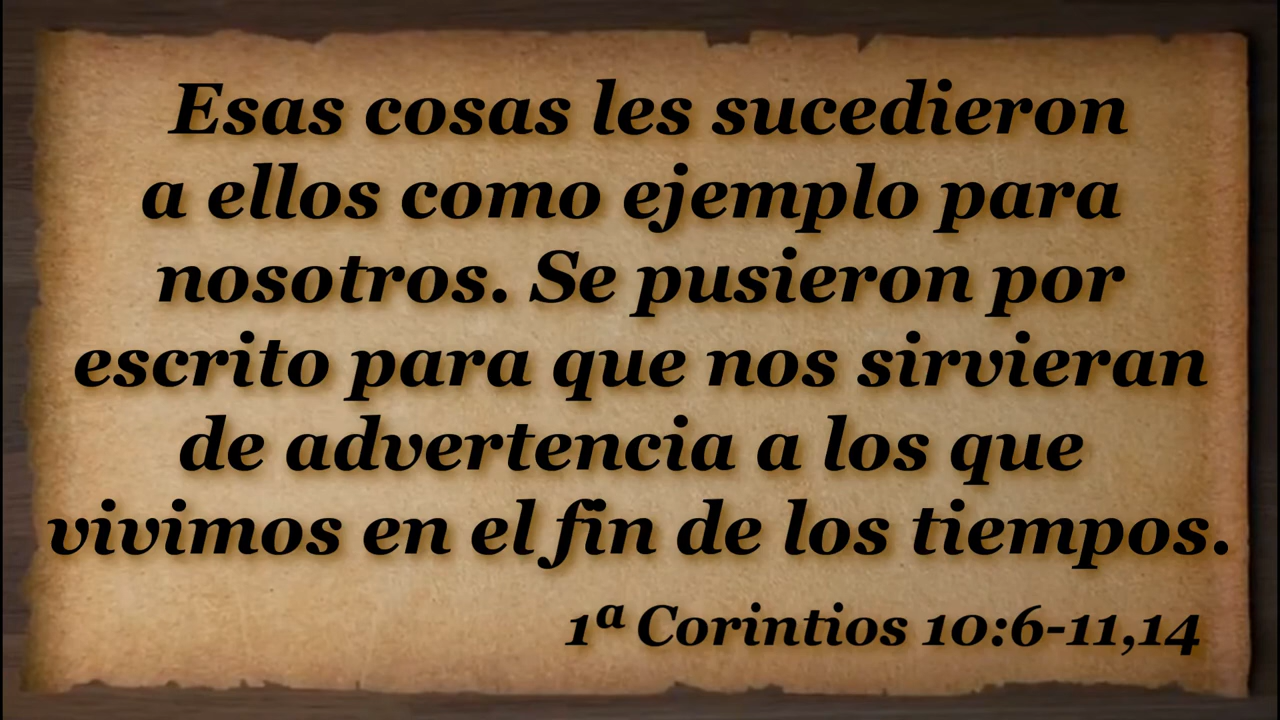 Esas cosas les sucedieron
a ellos como ejemplo para
nosotros. Se pusieron por
escrito para que nos sirvieran
de advertencia a los que
vivimos en el fin de los tiempos.
1ª Corintios 10:6-11,14